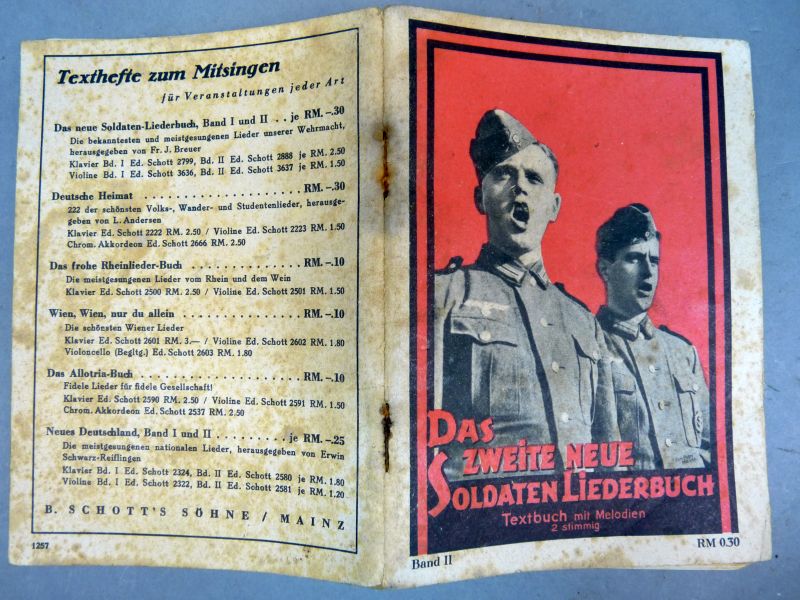 Texthefte zum Mitsingen
für Veranstaltungen jeder Art
Das neue Soldaten-Liederbuch, Band I und II . . je RM.-.30
Die bekanntesten und meistgesungenen Lieder unserer Wehrmacht,
herausgegeben von Fr. J. Breuer
Klavier Bd. I Ed. Schott 2799, Bd. II Ed. Schott 2888 je RM. 2.50
Violine Bd. I Ed. Schott 3636, Bd. II Ed. Schott 3637 je RM. 1.50
Deutsche Heimat . . . . . . . . . . . . . . . . . . . . RM.-.30
222 der schönsten Volks-, Wander- und Studentenlieder, herausge-
geben von L. Andersen
Klavier Ed. Schott 2222 RM. 2.50 / Violine Ed. Schott 2223 RM. 1.50
Chrom. Akkordeon Ed. Schott 2666 RM. 2.50
Das frohe Rheinlieder-Buch . . . . . . . . . . . . . . RM.-.10
Die meistgesungenen Lieder vom Rhein und dem Wein
Klavier Ed. Schott 2500 RM. 2.50 / Violine Ed. Schott 2501 RM. 1.50
Wien, Wien, nur du allein . . . . . . . . . . . . . . . RM.-.10
Die schönsten Wiener Lieder
Klavier Ed. Schott 2601 RM. 3.— / Violine Ed. Schott 2602 RM. 1.80
Violoncello (Begltg.) Ed. Schott 2603 RM. 1.80
Das Allotria-Buch . . . . . . . . . . . . . . . . . . . RM.-.10
Fidele Lieder für fidele Gesellschaft!
Klavier Ed. Schott 2590 RM. 2.50 / Violine Ed. Schott 2591 RM. 1.50
Chrom. Akkordeon Ed. Schott 2537 RM. 2.50
Neues Deutschland, Band I und II . . . . . . . . . je RM.-.25
Die meistgesungenen nationalen Lieder, herausgegeben von Erwin
Schwarz-Reiflingen
Klavier Bd. I Ed. Schott 2324, Bd. II Ed. Schott 2580 je RM. 1.80
Violine Bd. I Ed. Schott 2322, Bd. II Ed. Schott 2581 je RM. 1.20
B. SCHOTT'S SÖHNE / MAINZ
1257
DAS
ZWEITE NEUE
SOLDATEN LIEDERBUCH
Textbuch mit Melodien
2 stimmig
Band II
RM 0.30